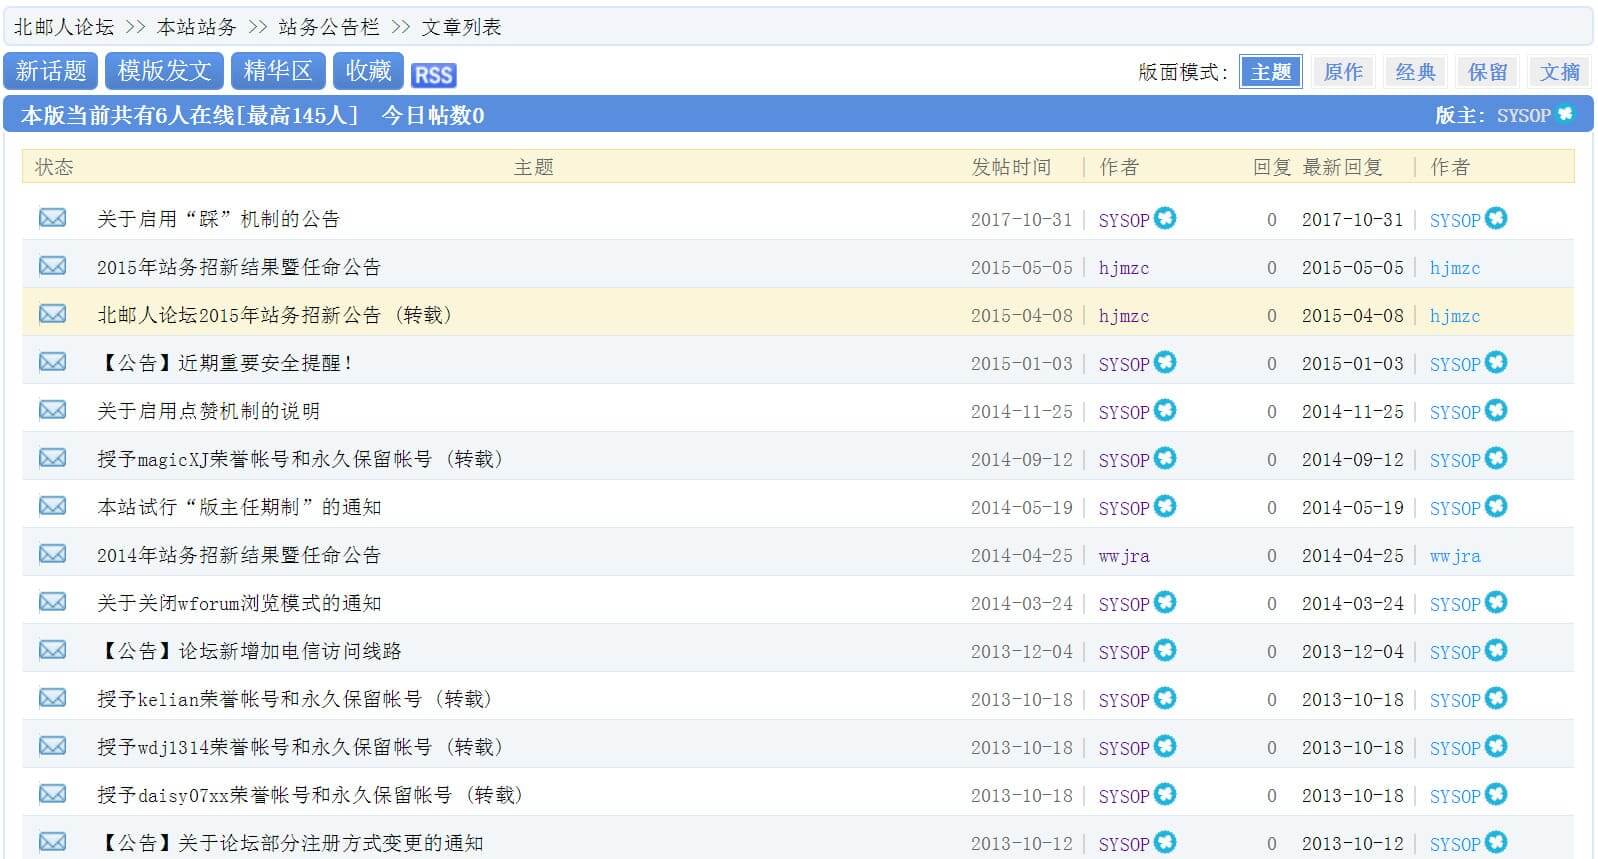 北邮人论坛 >> 本站站务 >> 站务公告栏 >> 文章列表
新话题 模版发文 精华区 收藏 RSS 版面模式： 主题 原作 经典 保留 文摘
本版当前共有6人在线[最高145人] 今日帖数0 版主： SYSOP
状态 主题 发帖时间 | 作者 回复 最新回复 | 作者
关于启用“踩”机制的公告 2017-10-31 | SYSOP 0 2017-10-31 | SYSOP
2015年站务招新结果暨任命公告 2015-05-05 | hjmzc 0 2015-05-05 | hjmzc
北邮人论坛2015年站务招新公告 (转载) 2015-04-08 | hjmzc 0 2015-04-08 | hjmzc
【公告】近期重要安全提醒！ 2015-01-03 | SYSOP 0 2015-01-03 | SYSOP
关于启用点赞机制的说明 2014-11-25 | SYSOP 0 2014-11-25 | SYSOP
授予magicXJ荣誉帐号和永久保留帐号 (转载) 2014-09-12 | SYSOP 0 2014-09-12 | SYSOP
本站试行“版主任期制”的通知 2014-05-19 | SYSOP 0 2014-05-19 | SYSOP
2014年站务招新结果暨任命公告 2014-04-25 | wwjra 0 2014-04-25 | wwjra
关于关闭wforum浏览模式的通知 2014-03-24 | SYSOP 0 2014-03-24 | SYSOP
【公告】论坛新增加电信访问线路 2013-12-04 | SYSOP 0 2013-12-04 | SYSOP
授予kelian荣誉帐号和永久保留帐号 (转载) 2013-10-18 | SYSOP 0 2013-10-18 | SYSOP
授予wdjl314荣誉帐号和永久保留帐号 (转载) 2013-10-18 | SYSOP 0 2013-10-18 | SYSOP
授予daisy07xx荣誉帐号和永久保留帐号 (转载) 2013-10-18 | SYSOP 0 2013-10-18 | SYSOP
【公告】关于论坛部分注册方式变更的通知 2013-10-12 | SYSOP 0 2013-10-12 | SYSOP